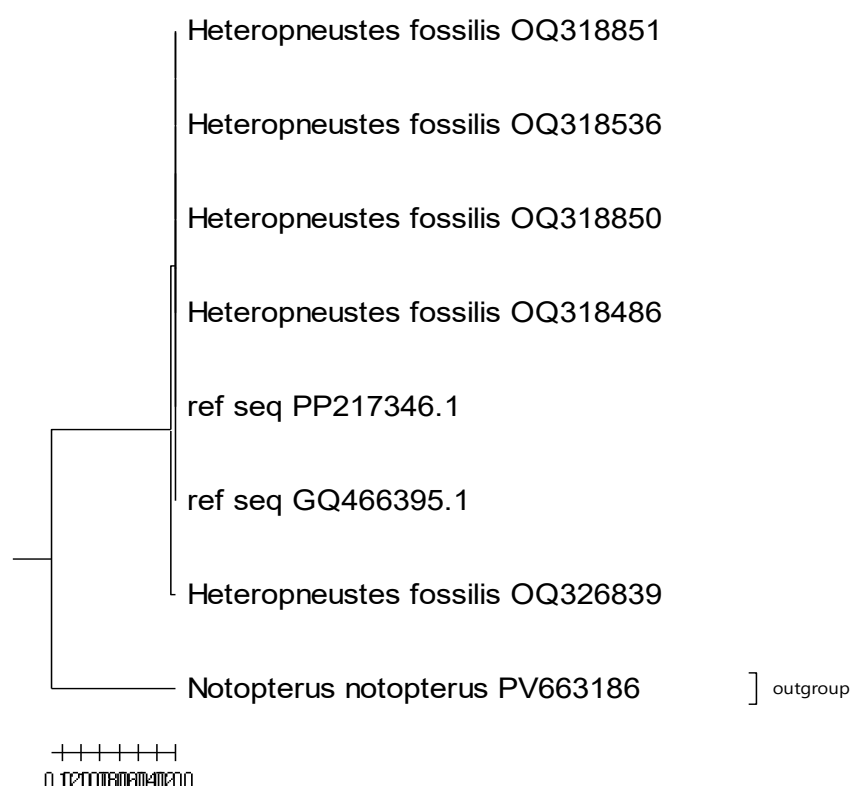 Heteropneustes fossilis OQ318851
Heteropneustes fossilis OQ318536
Heteropneustes fossilis OQ318850
Heteropneustes fossilis OQ318486
ref seq PP217346.1
ref seq GQ466395.1
Heteropneustes fossilis OQ326839
Notopterus notopterus PV663186
outgroup